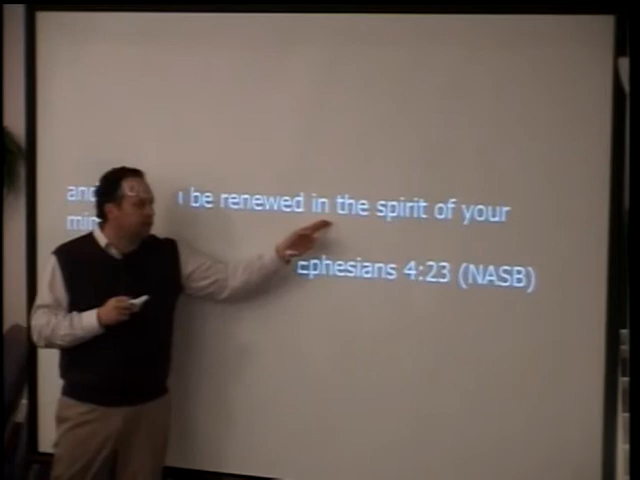 and be renewed in the spirit of your
Ephesians 4:23 (NASB)